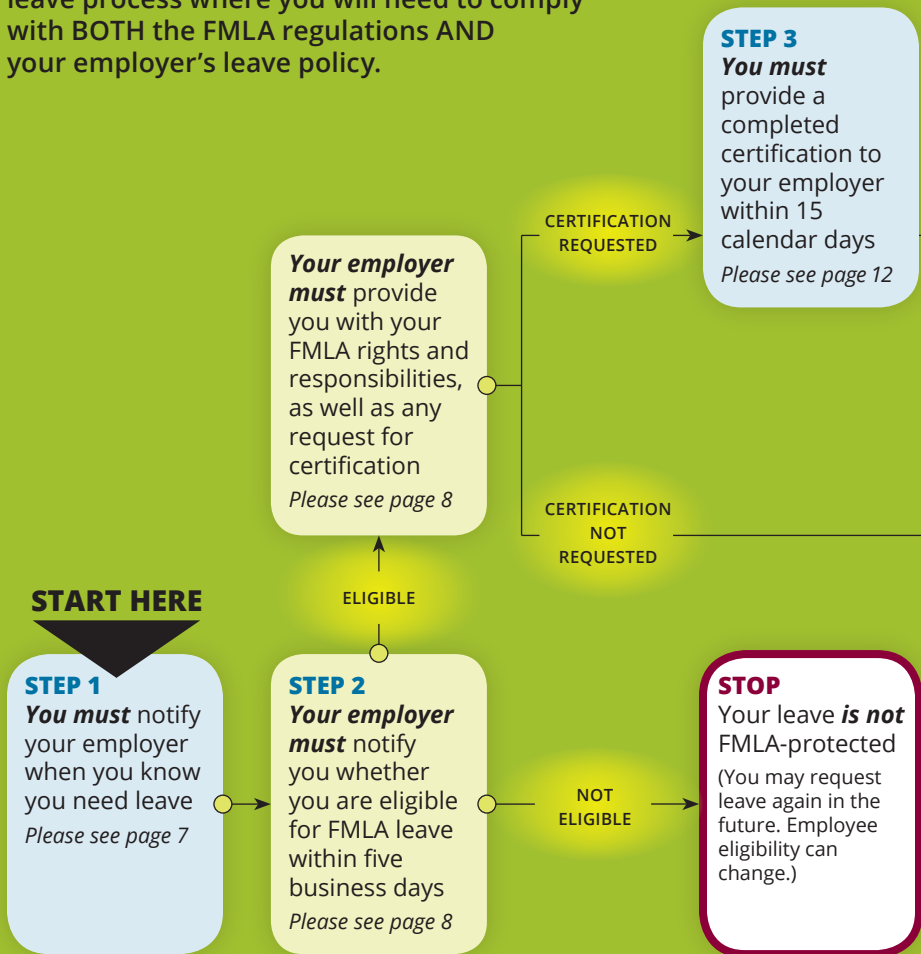 leave process where you will need to comply
with BOTH the FMLA regulations AND
your employer’s leave policy.
START HERE
STEP 1
You must notify
your employer
when you know
you need leave
Please see page 7
STEP 2
Your employer
must notify
you whether
you are eligible
for FMLA leave
within five
business days
Please see page 8
ELIGIBLE
Your employer
must provide
you with your
FMLA rights and
responsibilities,
as well as any
request for
certification
Please see page 8
CERTIFICATION
REQUESTED
STEP 3
You must
provide a
completed
certification to
your employer
within 15
calendar days
Please see page 12
CERTIFICATION
NOT
REQUESTED
NOT
ELIGIBLE
STOP
Your leave is not
FMLA-protected
(You may request
leave again in the
future. Employee
eligibility can
change.)